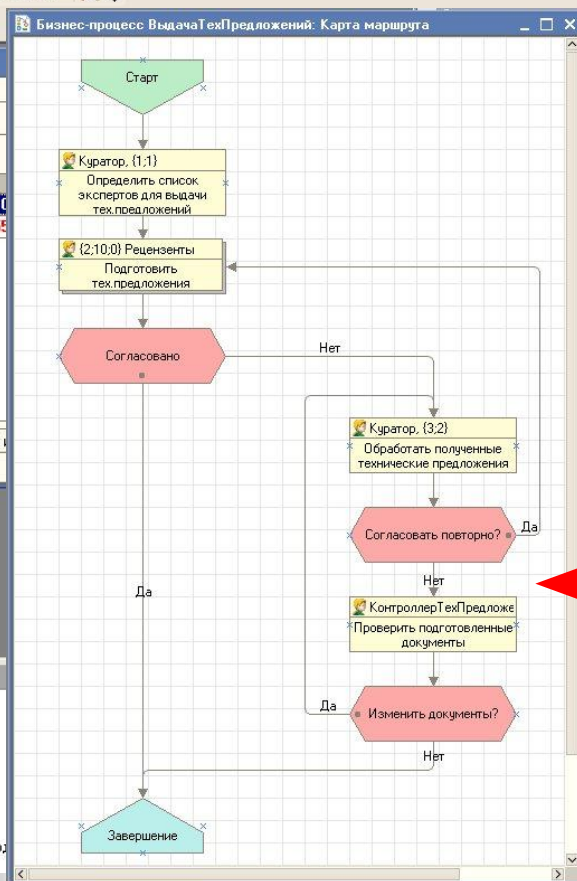 Бизнес-процесс ВыдачаТехПредложений: Карта маршрута
Старт
Куратор, {1;1}
Определить список
экспертов для выдачи
тех.предложений
{2;10;0} Рецензенты
Подготовить
тех.предложения
Согласовано
Нет
Куратор, {3;2}
Обработать полученные
технические предложения
Согласовать повторно?
Да
Нет
Да
КонтроллерТехПредложе
Проверить подготовленные
документы
Да
Изменить документы?
Нет
Завершение